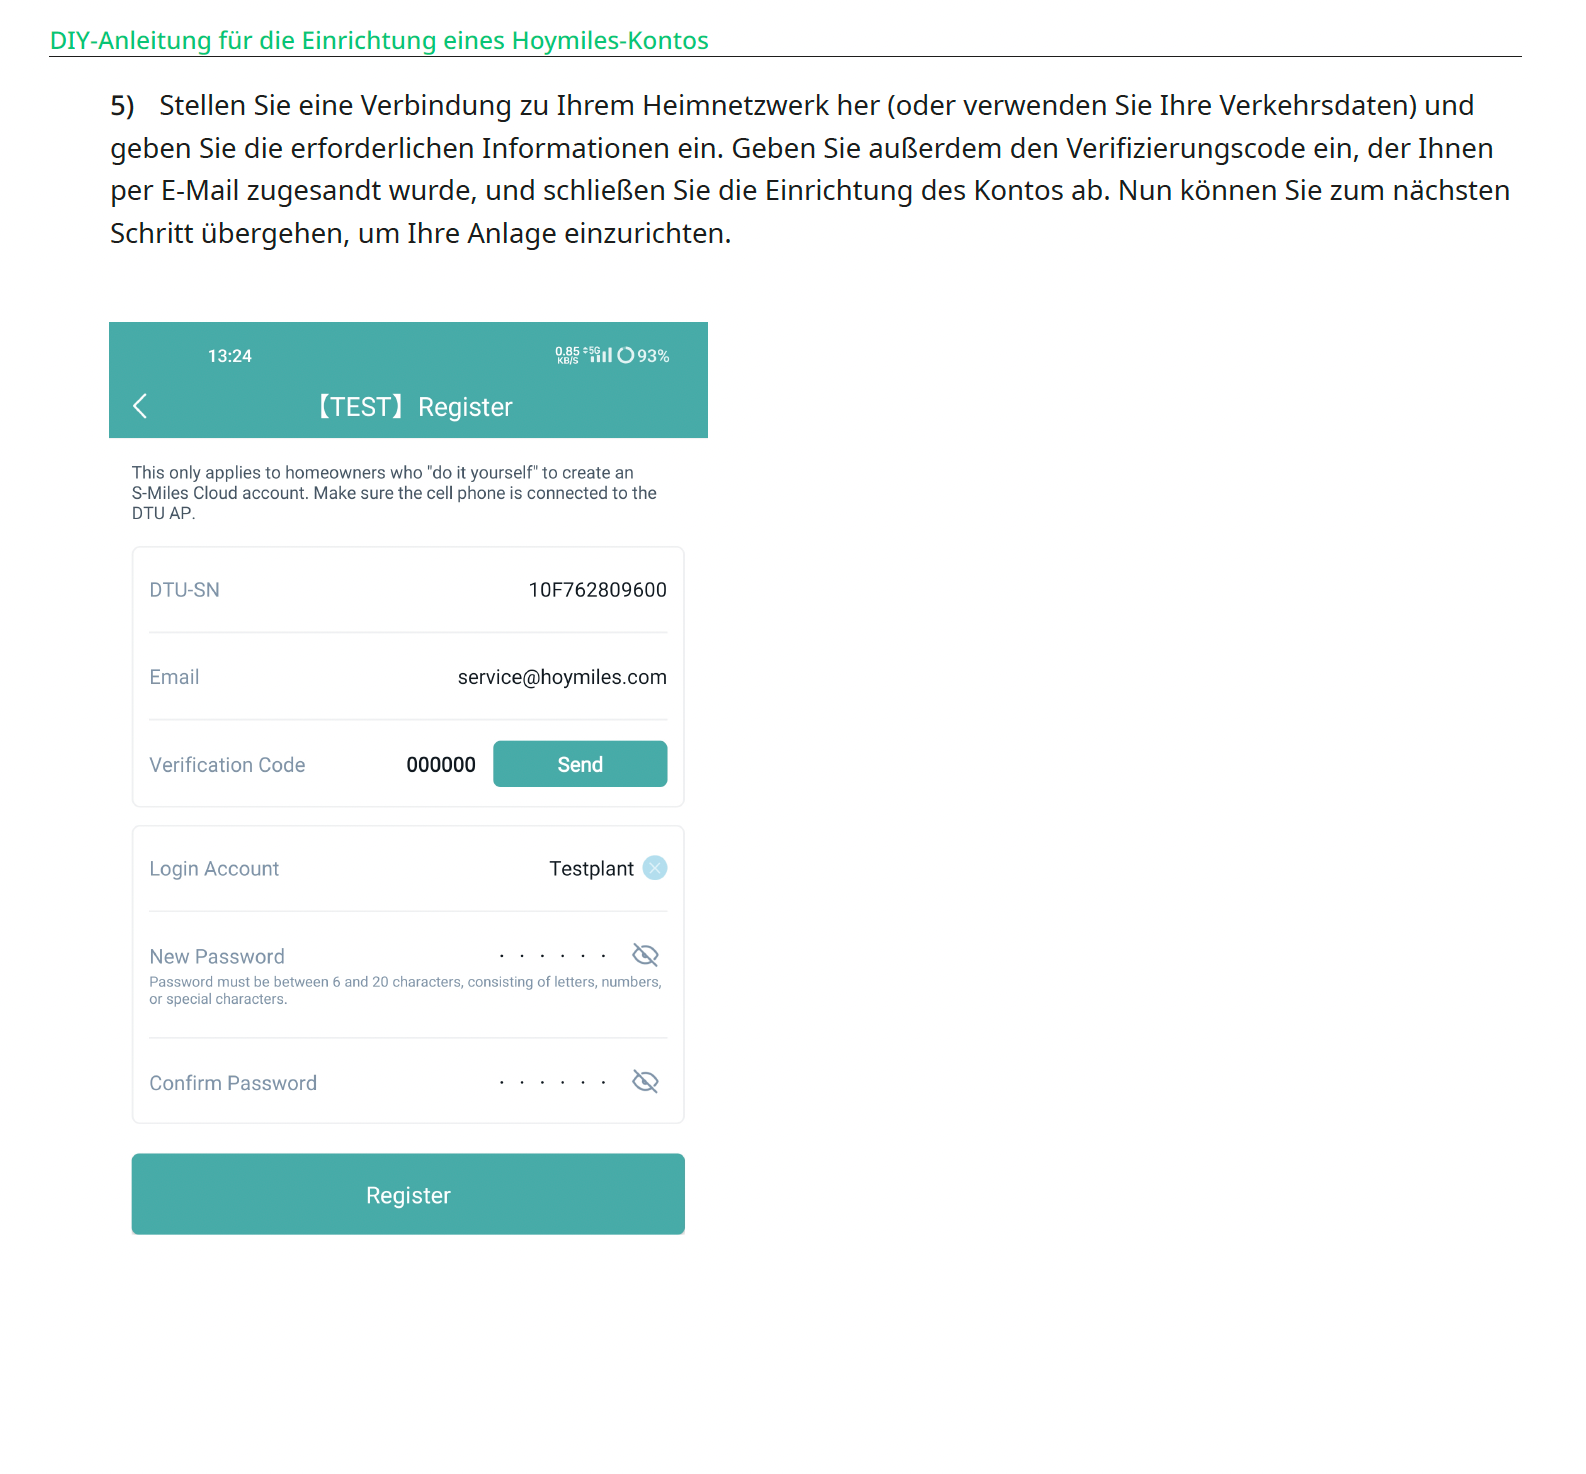 DIY-Anleitung für die Einrichtung eines Hoymiles-Kontos
5) Stellen Sie eine Verbindung zu Ihrem Heimnetzwerk her (oder verwenden Sie Ihre Verkehrsdaten) und
geben Sie die erforderlichen Informationen ein. Geben Sie außerdem den Verifizierungscode ein, der Ihnen
per E-Mail zugesandt wurde, und schließen Sie die Einrichtung des Kontos ab. Nun können Sie zum nächsten
Schritt übergehen, um Ihre Anlage einzurichten.
13:24 0.85 KB/S 5G 93%
【TEST】Register
This only applies to homeowners who "do it yourself" to create an
S-Miles Cloud account. Make sure the cell phone is connected to the
DTU AP.
DTU-SN 10F762809600
Email service@hoymiles.com
Verification Code 000000 Send
Login Account Testplant
New Password
Password must be between 6 and 20 characters, consisting of letters, numbers,
or special characters.
Confirm Password
Register